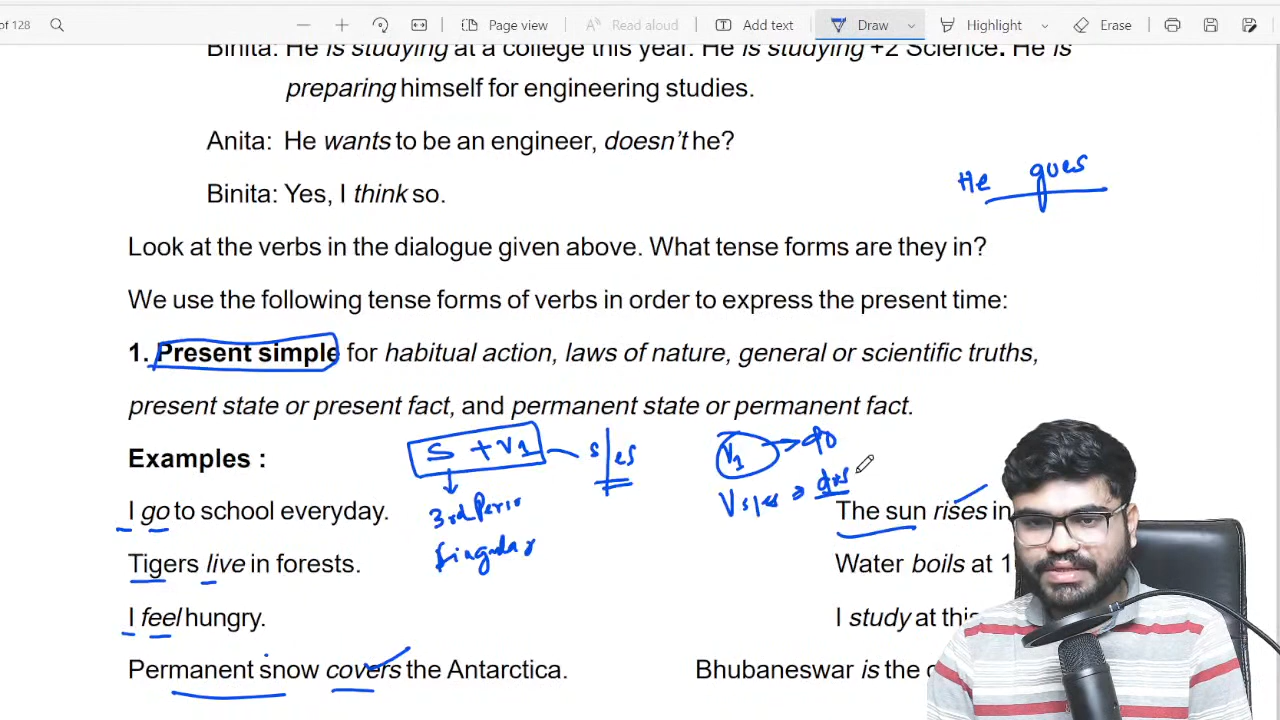 of 128
Page view
Read aloud
Add text
Draw
Highlight
Erase
Binita: He is studying at a college this year. He is studying +2 Science. He is
preparing himself for engineering studies.
Anita: He wants to be an engineer, doesn't he?
He goes
Binita: Yes, I think so.
Look at the verbs in the dialogue given above. What tense forms are they in?
We use the following tense forms of verbs in order to express the present time:
1. Present simple for habitual action, laws of nature, general or scientific truths,
present state or present fact, and permanent state or permanent fact.
Examples :
S + V1 s/es
V1 → do
Vs/es →
3rd
Singular
I go to school everyday.
The sun rises in
Tigers live in forests.
Water boils at
I feel hungry.
I study at this
Permanent snow covers the Antarctica.
Bhubaneswar is the